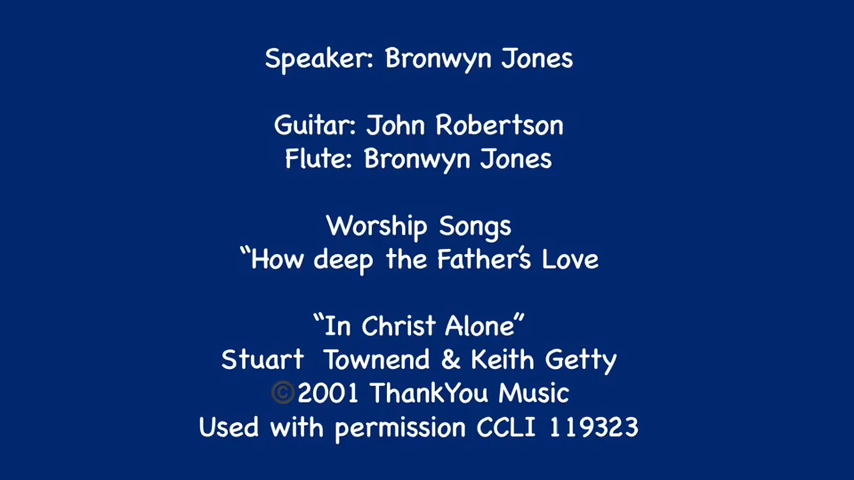 Speaker: Bronwyn Jones
Guitar: John Robertson
Flute: Bronwyn Jones
Worship Songs
“How deep the Father’s Love
“In Christ Alone”
Stuart  Townend & Keith Getty
©2001 ThankYou Music
Used with permission CCLI 119323